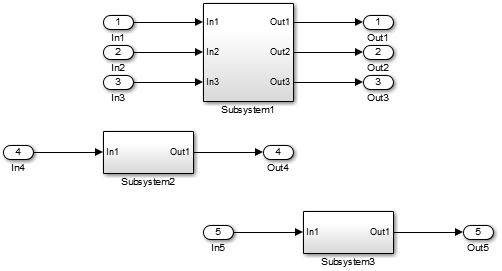 1 In1 Out1 1
In1 Out1
2 In2 Out2 2
In2 Out2
3 In3 Out3 3
In3 Out3
Subsystem1
4 In1 Out1 4
In4 Out4
Subsystem2
5 In1 Out1 5
In5 Out5
Subsystem3